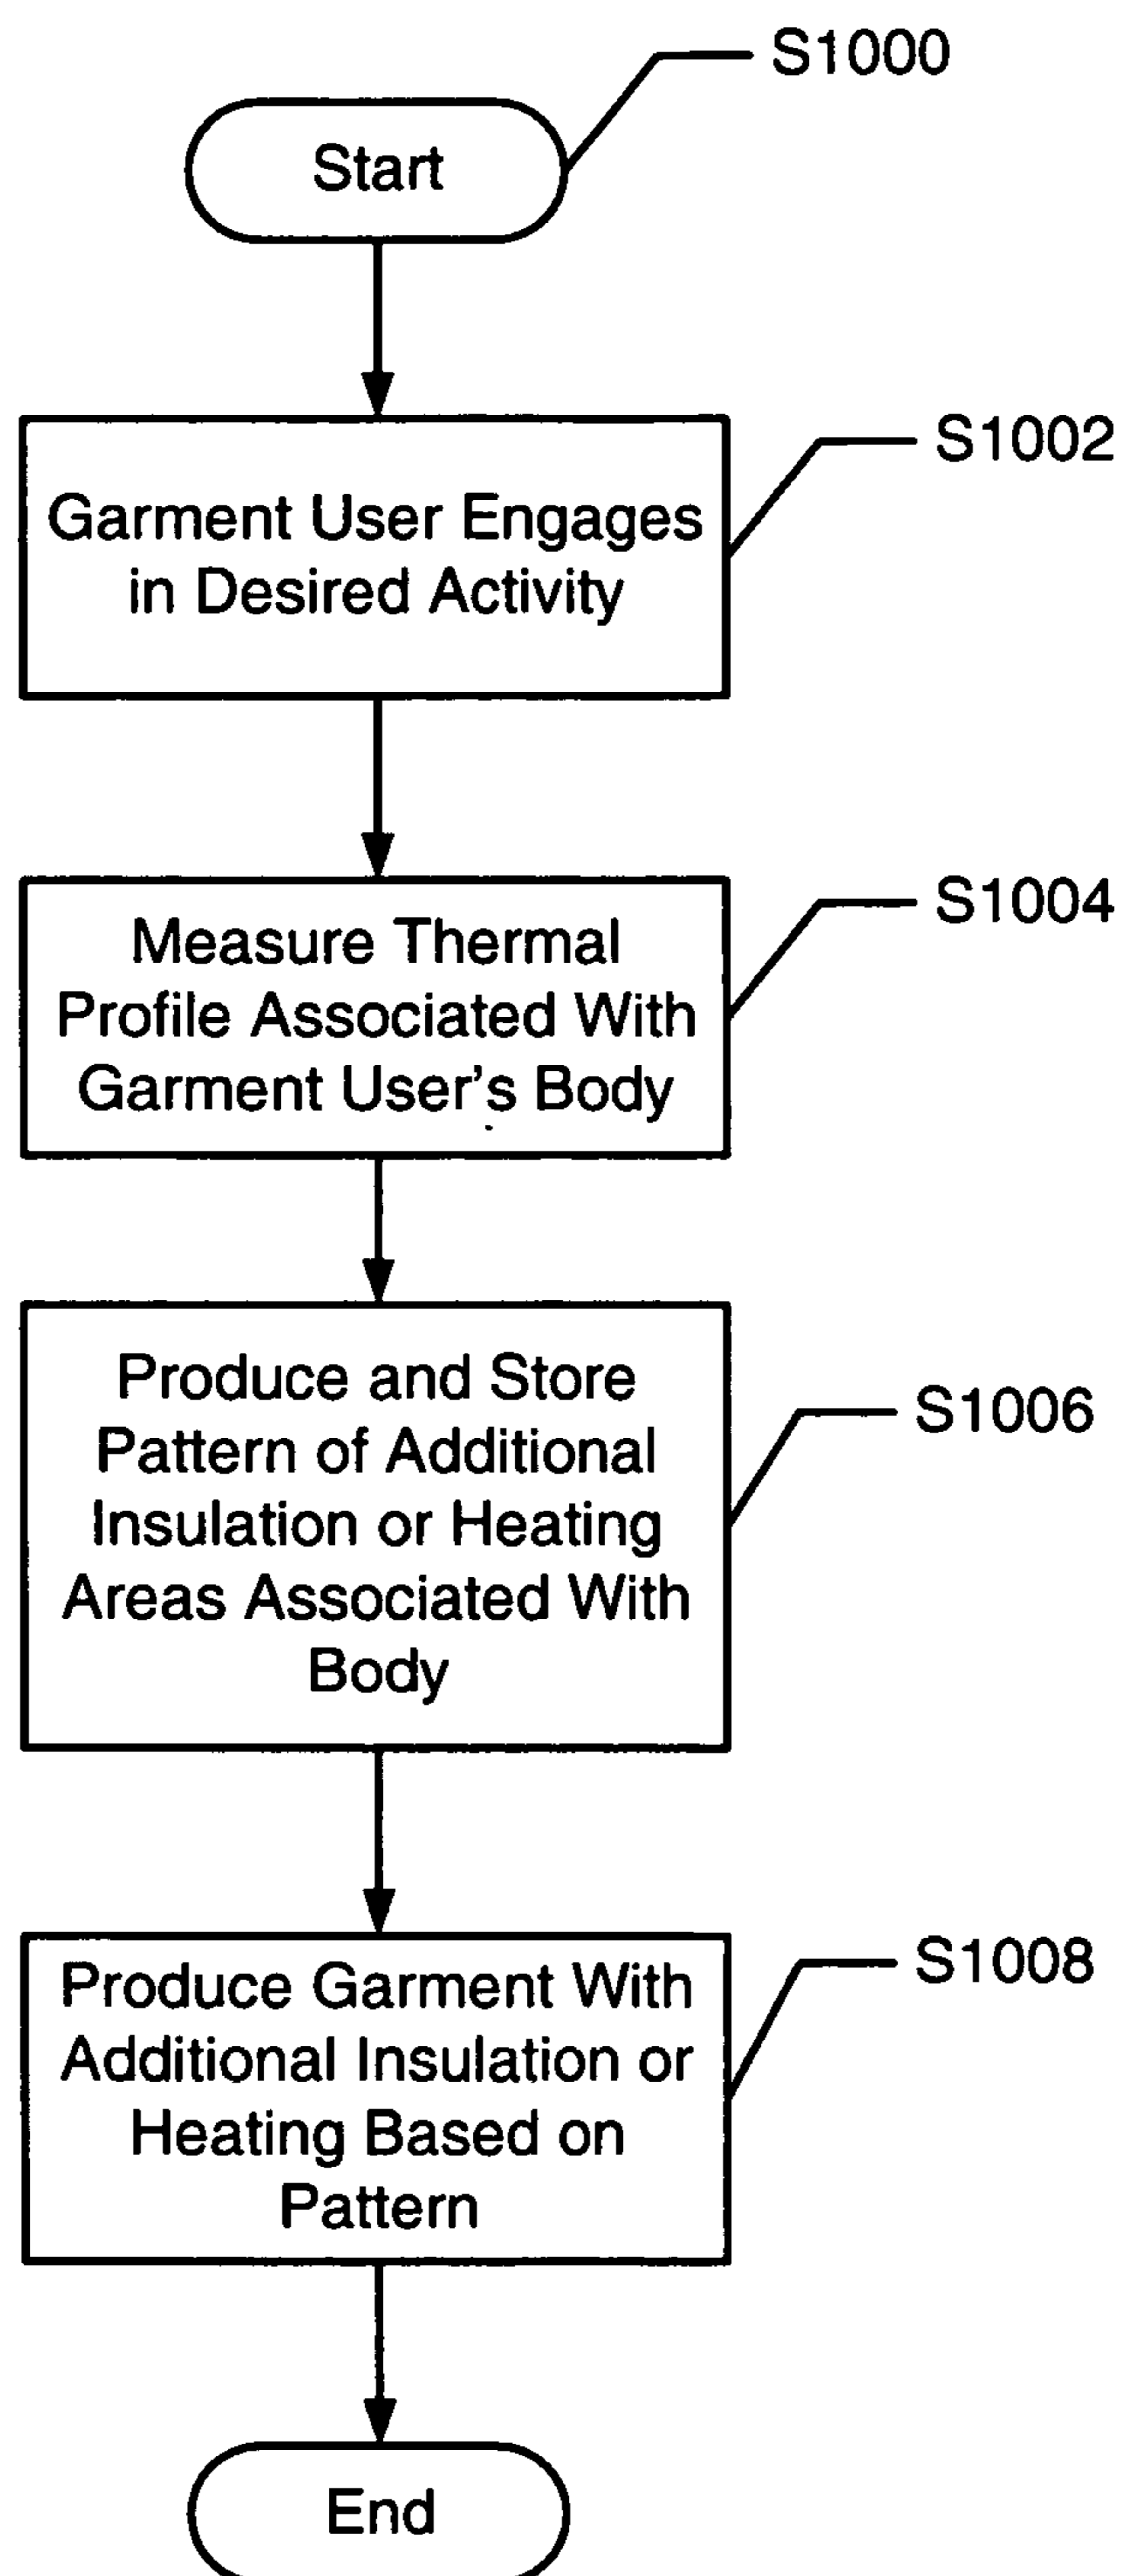 S1000
Start
S1002
Garment User Engages
in Desired Activity
S1004
Measure Thermal
Profile Associated With
Garment User's Body
S1006
Produce and Store
Pattern of Additional
Insulation or Heating
Areas Associated With
Body
S1008
Produce Garment With
Additional Insulation or
Heating Based on
Pattern
End